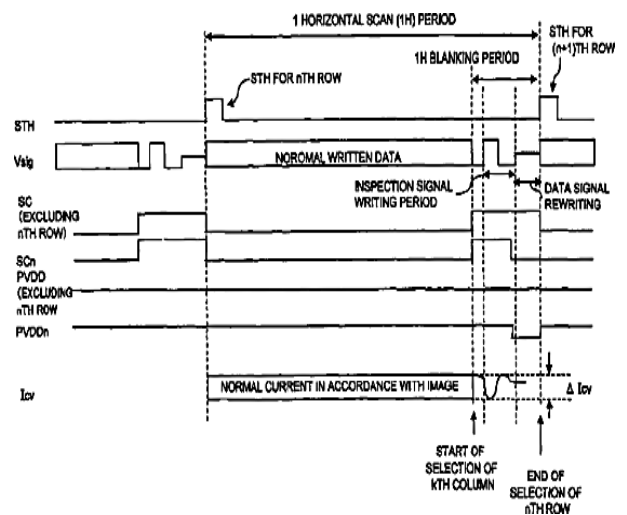 1 HORIZONTAL SCAN (1H) PERIOD
STH FOR
(n+1)TH ROW
1H BLANKING PERIOD
STH FOR nTH ROW
STH
Vsig
NOROMAL WRITTEN DATA
INSPECTION SIGNAL
WRITING PERIOD
DATA SIGNAL
REWRITING
SC
(EXCLUDING
nTH ROW)
SCn
PVDD
(EXCLUDING
nTH ROW
PVDDn
Icv
NORMAL CURRENT IN ACCORDANCE WITH IMAGE
Δ Icv
START OF
SELECTION OF
kTH COLUMN
END OF
SELECTION OF
nTH ROW